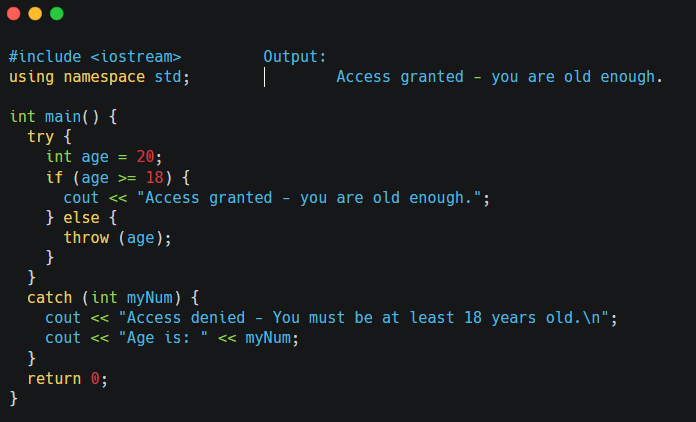 #include <iostream>         Output:
using namespace std;                Access granted - you are old enough.

int main() {
  try {
    int age = 20;
    if (age >= 18) {
      cout << "Access granted - you are old enough.";
    } else {
      throw (age);
    }
  }
  catch (int myNum) {
    cout << "Access denied - You must be at least 18 years old.\n";
    cout << "Age is: " << myNum;
  }
  return 0;
}